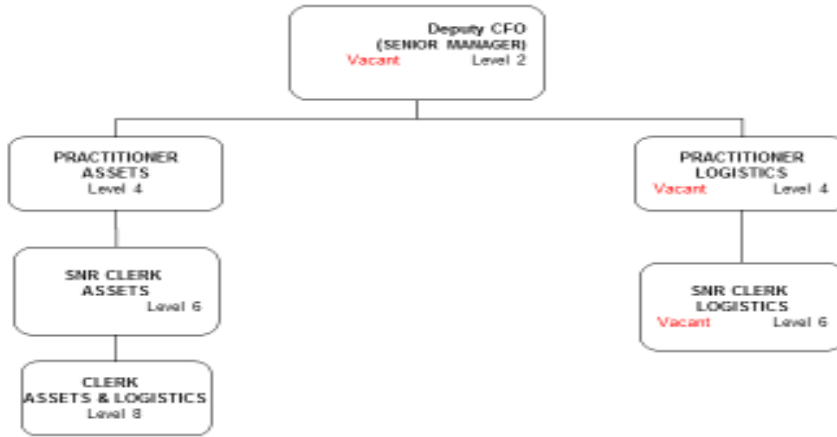 Deputy CFO
(SENIOR MANAGER)
Vacant Level 2
PRACTITIONER
ASSETS
Level 4
PRACTITIONER
LOGISTICS
Vacant Level 4
SNR CLERK
ASSETS
Level 6
SNR CLERK
LOGISTICS
Vacant Level 6
CLERK
ASSETS & LOGISTICS
Level 8